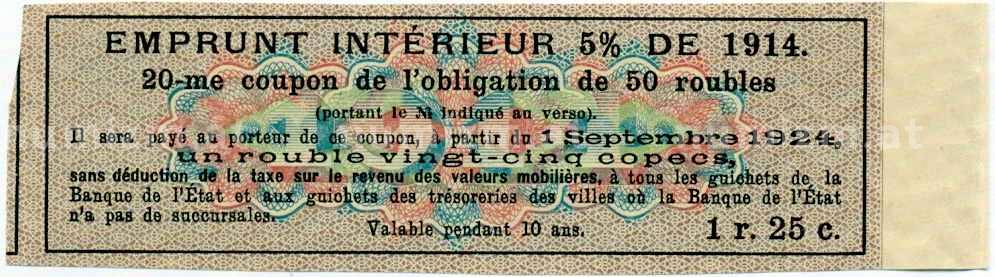 EMPRUNT INTÉRIEUR 5% DE 1914.
20-me coupon de l'obligation de 50 roubles
(portant le № indiqué au verso).
Il sera payé au porteur de ce coupon, à partir du 1 Septembre 1924,
un rouble vingt-cinq copecs,
sans déduction de la taxe sur le revenu des valeurs mobilières, à tous les guichets de la
Banque de l'État et aux guichets des trésoreries des villes où la Banque de l'État
n'a pas de succursales.
Valable pendant 10 ans.
1 r. 25 c.